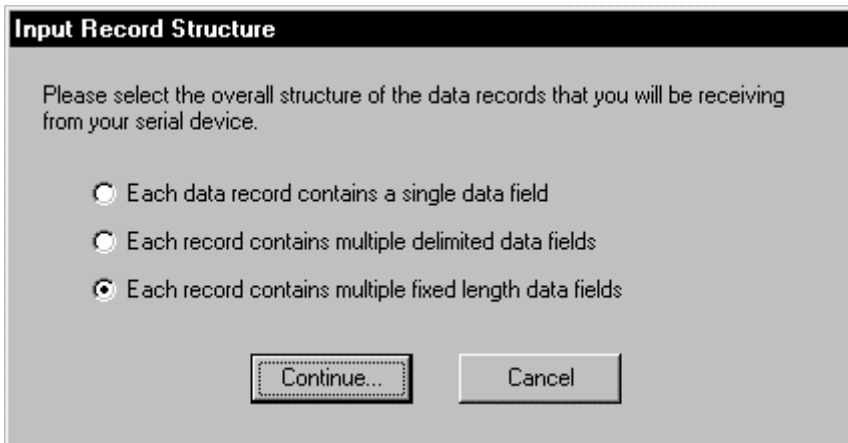 Input Record Structure
Please select the overall structure of the data records that you will be receiving
from your serial device.
Each data record contains a single data field
Each record contains multiple delimited data fields
Each record contains multiple fixed length data fields
Continue... Cancel